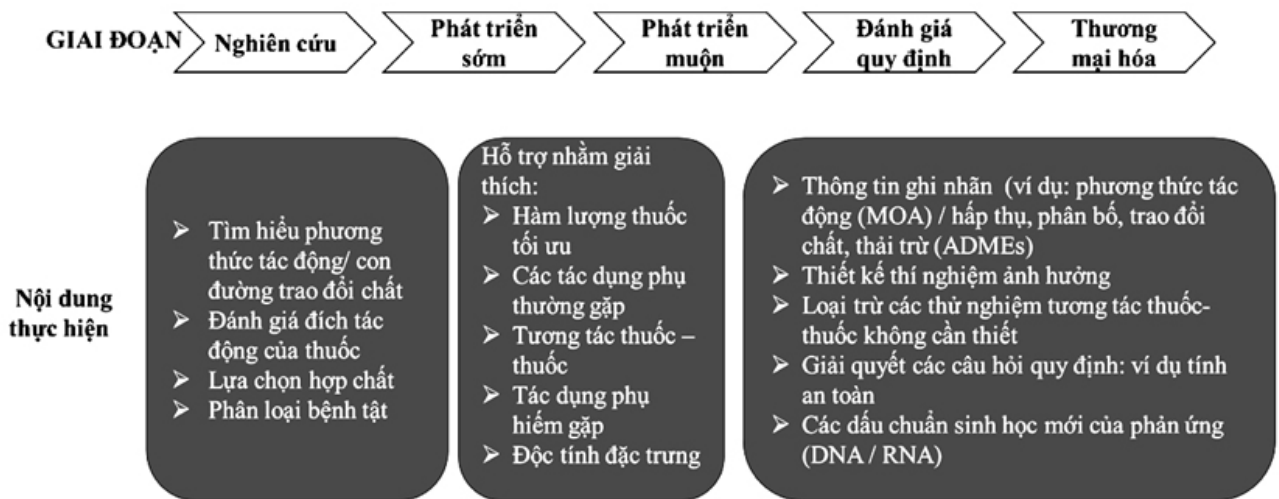 GIAI ĐOẠN
Nghiên cứu
Phát triển
sớm
Phát triển
muộn
Đánh giá
quy định
Thương
mại hóa
Nội dung
thực hiện
➤ Tìm hiểu phương
thức tác động/ con
đường trao đổi chất
➤ Đánh giá đích tác
động của thuốc
➤ Lựa chọn hợp chất
➤ Phân loại bệnh tật
Hỗ trợ nhằm giải
thích:
➤ Hàm lượng thuốc
tối ưu
➤ Các tác dụng phụ
thường gặp
➤ Tương tác thuốc –
thuốc
➤ Tác dụng phụ
hiếm gặp
➤ Độc tính đặc trưng
➤ Thông tin ghi nhãn (ví dụ: phương thức tác
động (MOA) / hấp thụ, phân bố, trao đổi
chất, thải trừ (ADMEs)
➤ Thiết kế thí nghiệm ảnh hưởng
➤ Loại trừ các thử nghiệm tương tác thuốc-
thuốc không cần thiết
➤ Giải quyết các câu hỏi quy định: ví dụ tính
an toàn
➤ Các dấu chuẩn sinh học mới của phản ứng
(DNA / RNA)